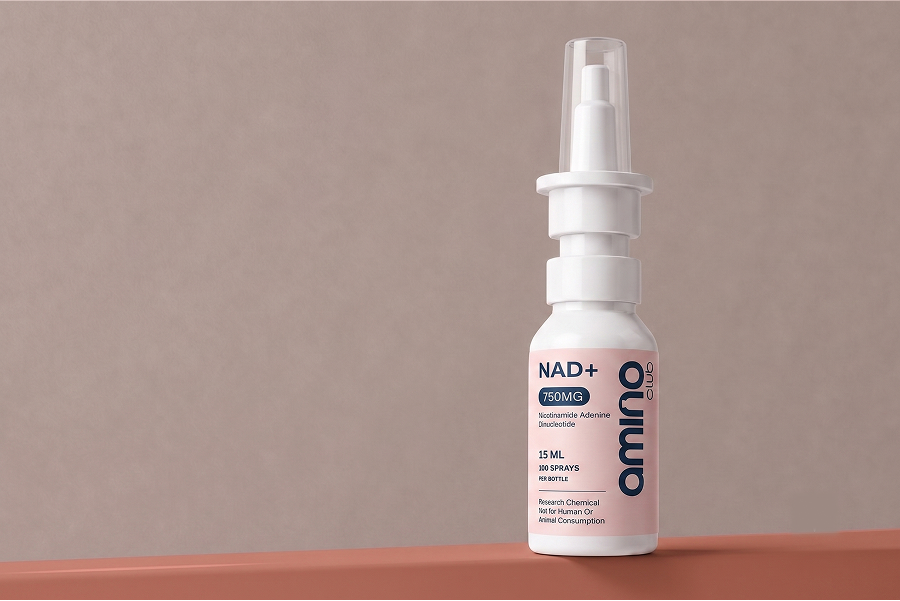 NAD+
750MG
Nicotinamide Adenine
Dinucleotide
15 ML
100 SPRAYS
PER BOTTLE
Research Chemical
Not for Human Or
Animal Consumption
amino
club